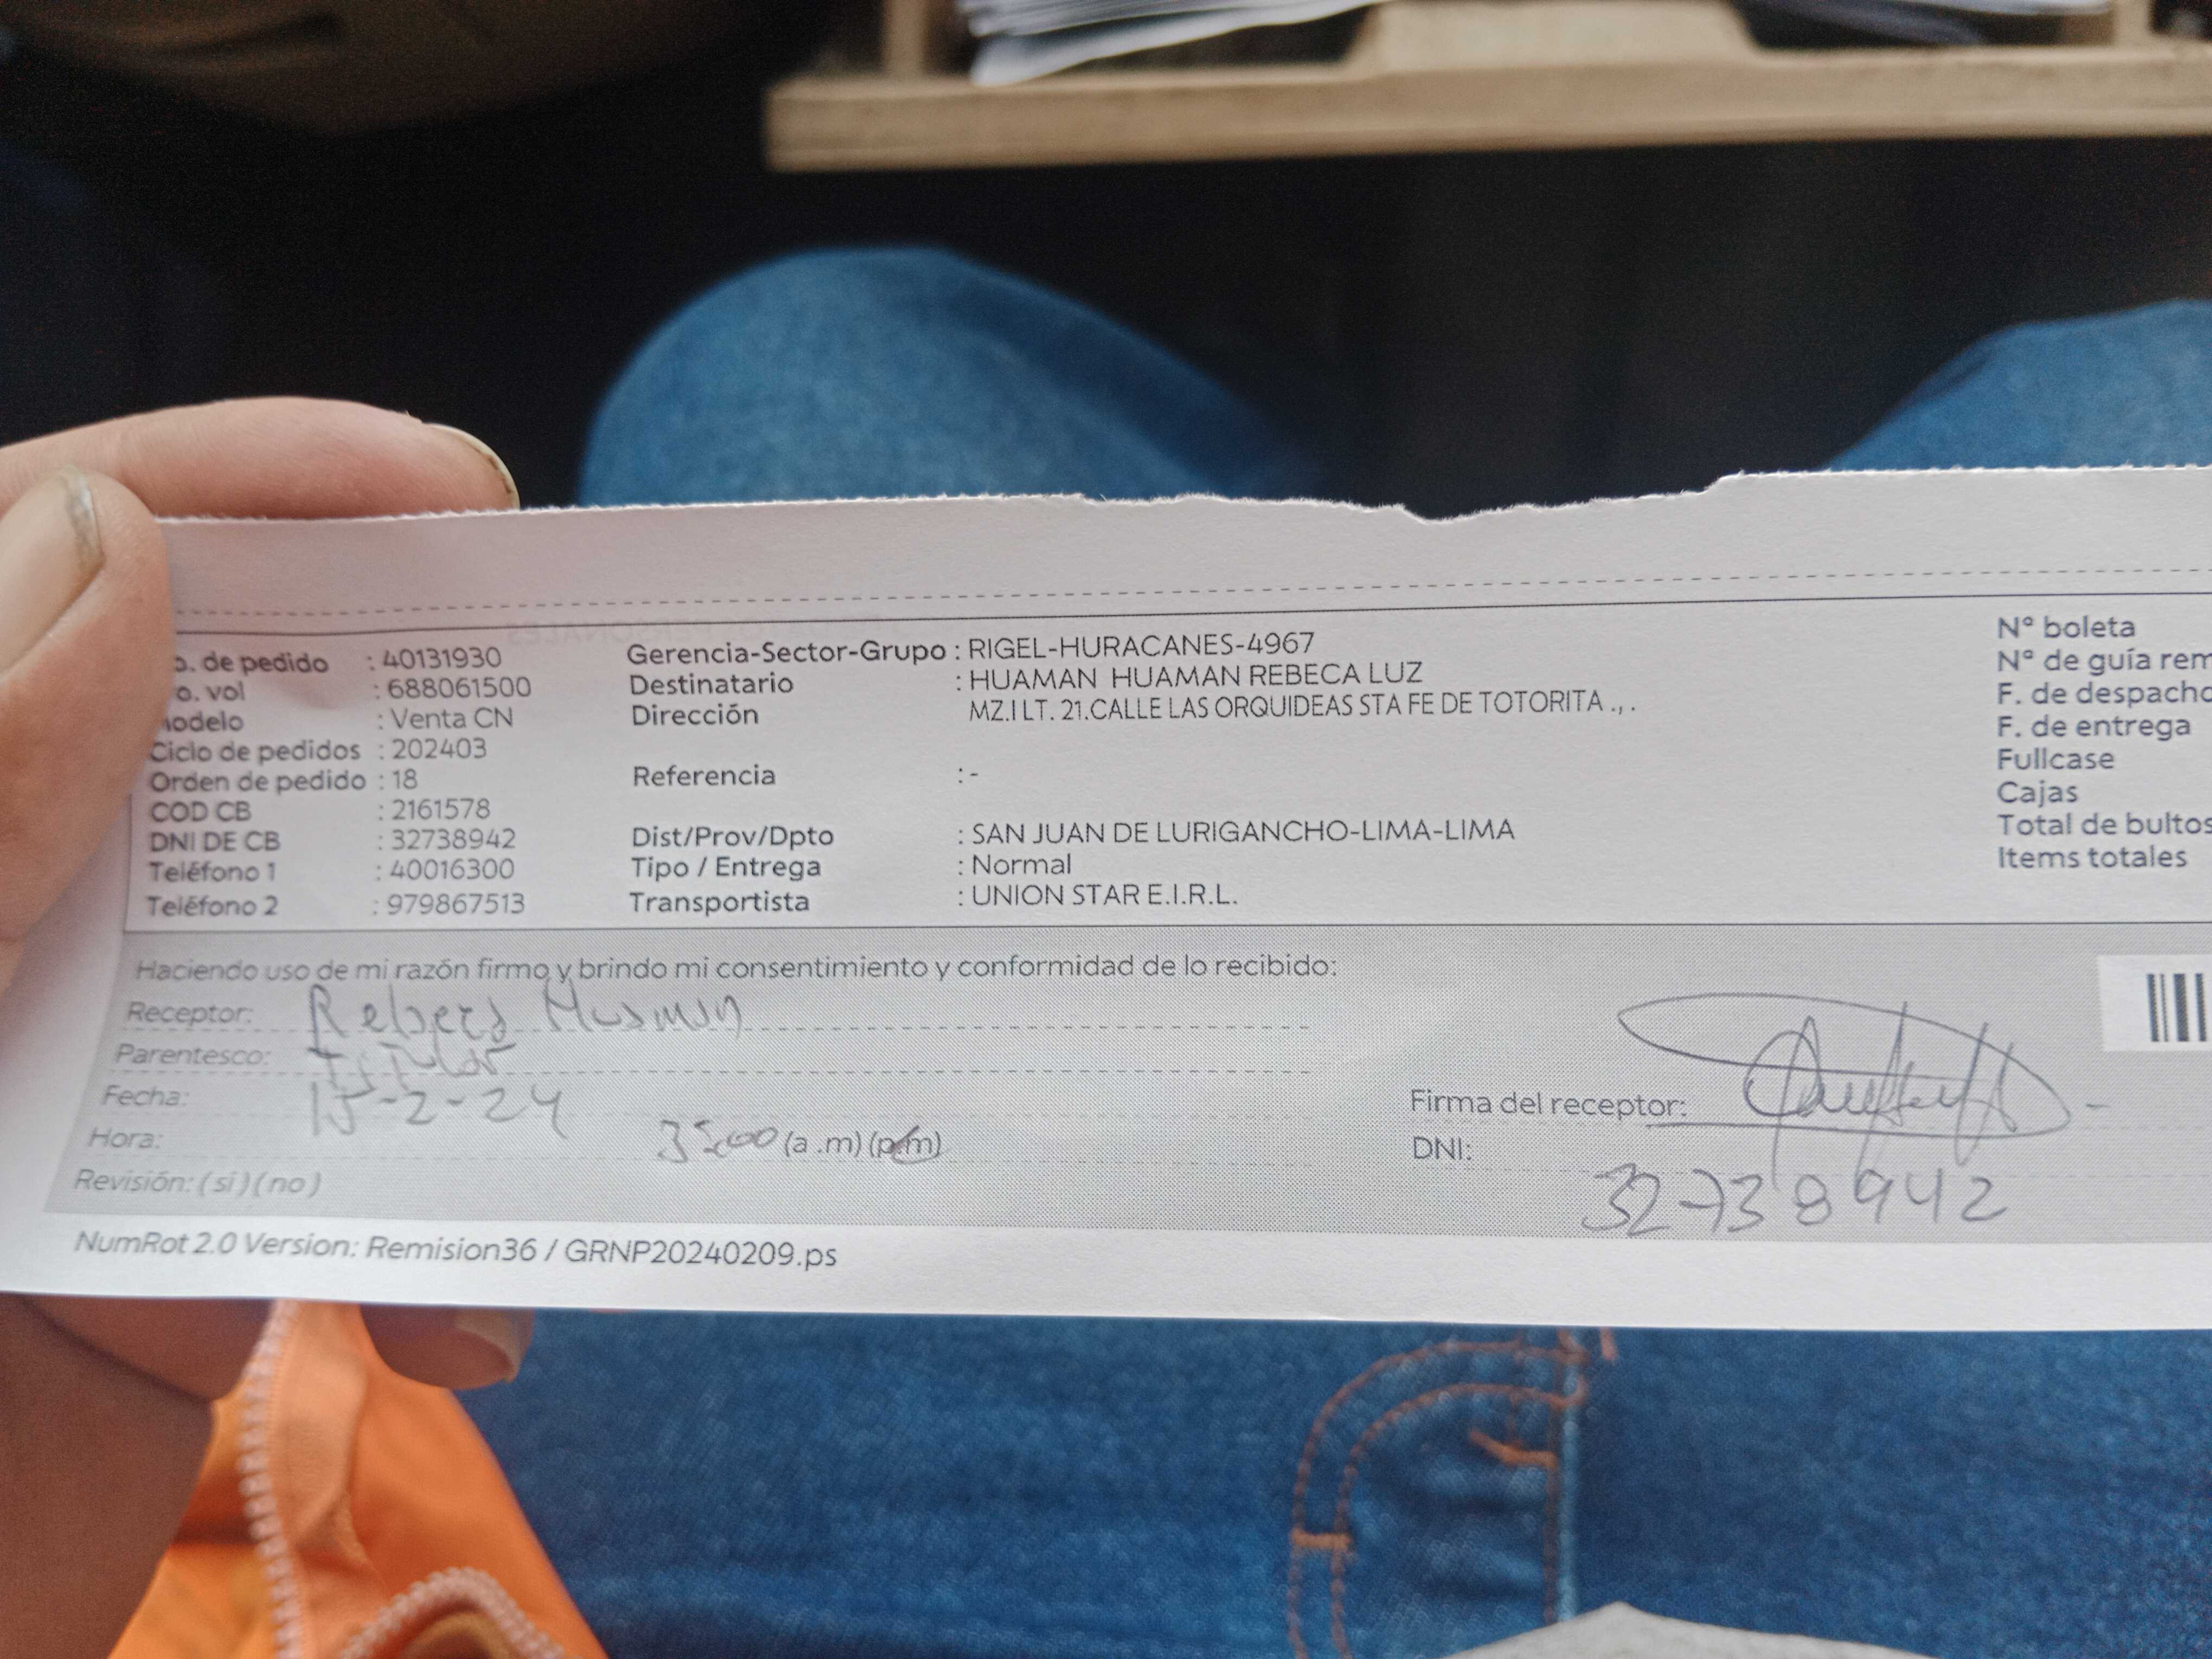 o. de pedido : 40131930
o. vol : 688061500
odelo : Venta CN
Ciclo de pedidos : 202403
Orden de pedido : 18
COD CB : 2161578
DNI DE CB : 32738942
Teléfono 1 : 40016300
Teléfono 2 : 979867513
Gerencia-Sector-Grupo : RIGEL-HURACANES-4967
Destinatario : HUAMAN HUAMAN REBECA LUZ
Dirección MZ.I LT. 21.CALLE LAS ORQUIDEAS STA FE DE TOTORITA .,.
Referencia : -
Dist/Prov/Dpto : SAN JUAN DE LURIGANCHO-LIMA-LIMA
Tipo / Entrega : Normal
Transportista : UNION STAR E.I.R.L.
N° boleta
N° de guía rem
F. de despacho
F. de entrega
Fullcase
Cajas
Total de bultos
Items totales
Haciendo uso de mi razón firmo y brindo mi consentimiento y conformidad de lo recibido:
Receptor: Rebeca Huaman
Parentesco: Titular
Fecha: 15-2-24
Hora: (a.m) (p.m)
Revisión: (si) (no)
Firma del receptor:
DNI: 32738942
NumRot 2.0 Version: Remision36 / GRNP20240209.ps